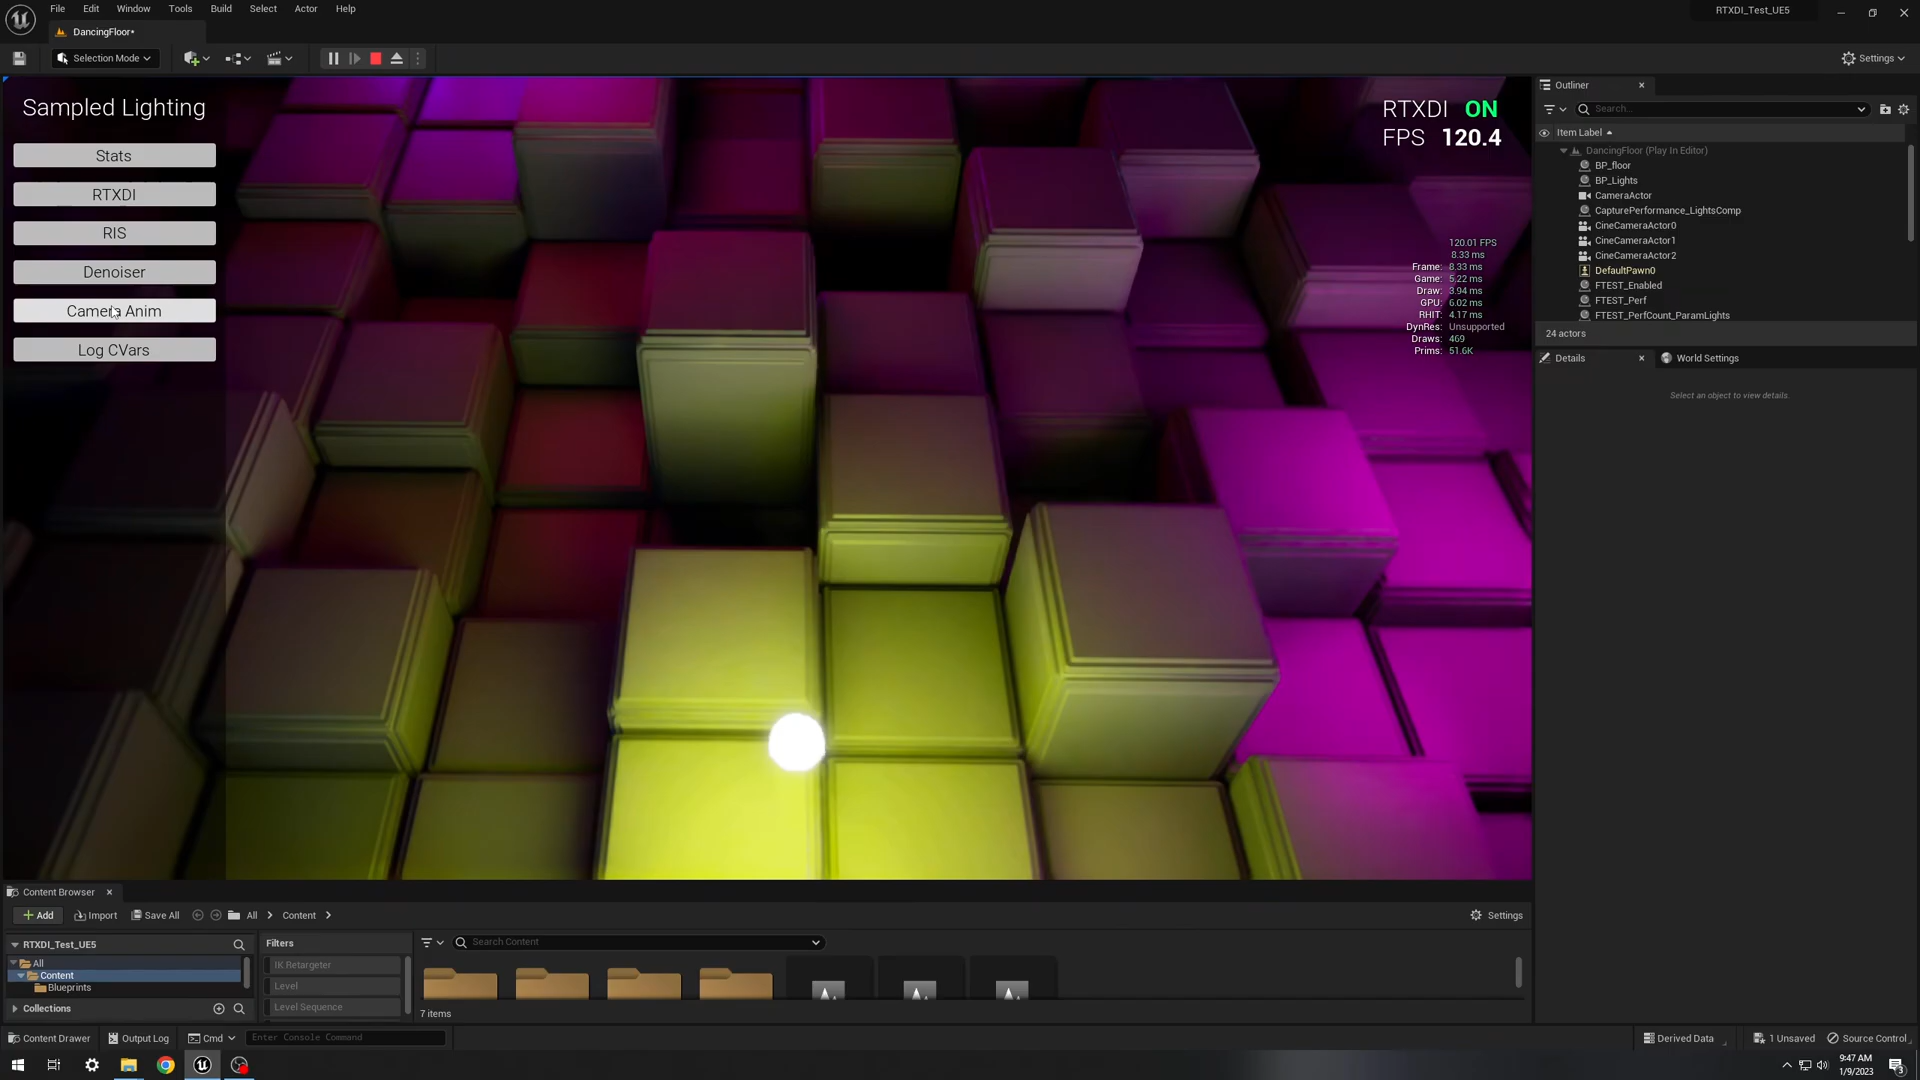 File Edit Window Tools Build Select Actor Help
RTXDI_Test_UE5
DancingFloor*
Selection Mode
Settings
Sampled Lighting
Stats
RTXDI
RIS
Denoiser
Camera Anim
Log CVars
RTXDI ON
FPS 120.4
120.01 FPS
8.33 ms
Frame: 8.33 ms
Game: 5.22 ms
Draw: 3.94 ms
GPU: 6.02 ms
RHIT: 4.17 ms
DynRes: Unsupported
Draws: 469
Prims: 51.6K
Outliner
Search...
Item Label
DancingFloor (Play In Editor)
BP_floor
BP_Lights
CameraActor
CapturePerformance_LightsComp
CineCameraActor0
CineCameraActor1
CineCameraActor2
DefaultPawn0
FTEST_Enabled
FTEST_Perf
FTEST_PerfCount_ParamLights
24 actors
Details World Settings
Select an object to view details.
Content Browser
Add Import Save All All Content Settings
RTXDI_Test_UE5
All
Content
Blueprints
Collections
Filters
IK Retargeter
Level
Level Sequence
Search Content
7 items
Content Drawer Output Log Cmd Enter Console Command Derived Data 1 Unsaved Source Control
9:47 AM
1/9/2023
3